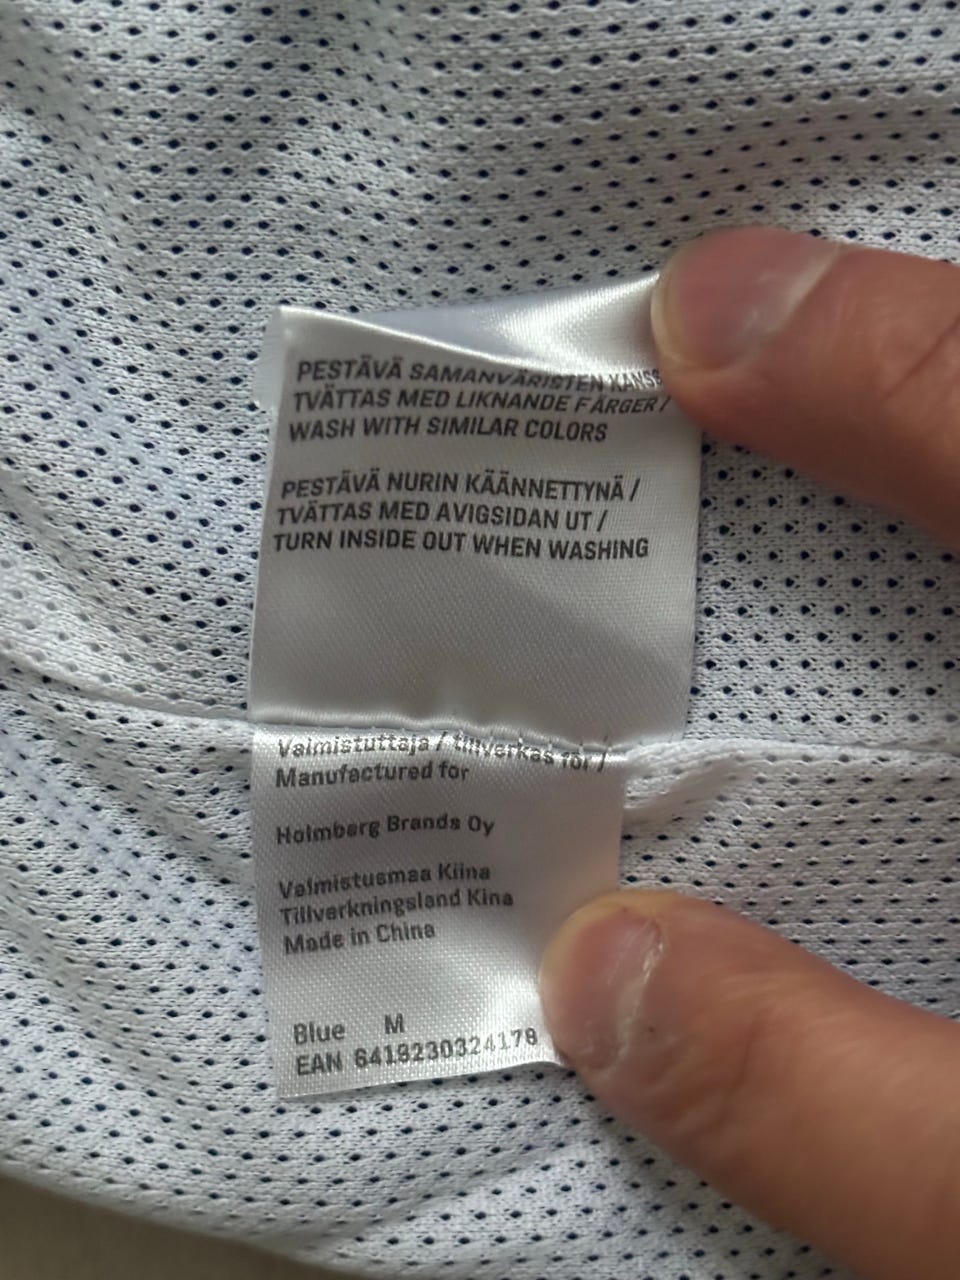 PESTÄVÄ SAMANVÄRISTEN KANSS
TVÄTTAS MED LIKNANDE FÄRGER /
WASH WITH SIMILAR COLORS
PESTÄVÄ NURIN KÄÄNNETTYNÄ /
TVÄTTAS MED AVIGSIDAN UT /
TURN INSIDE OUT WHEN WASHING
Valmistuttaja / tillverkas för /
Manufactured for
Holmberg Brands Oy
Valmistusmaa Kiina
Tillverkningsland Kina
Made in China
Blue M
EAN 6418230324178